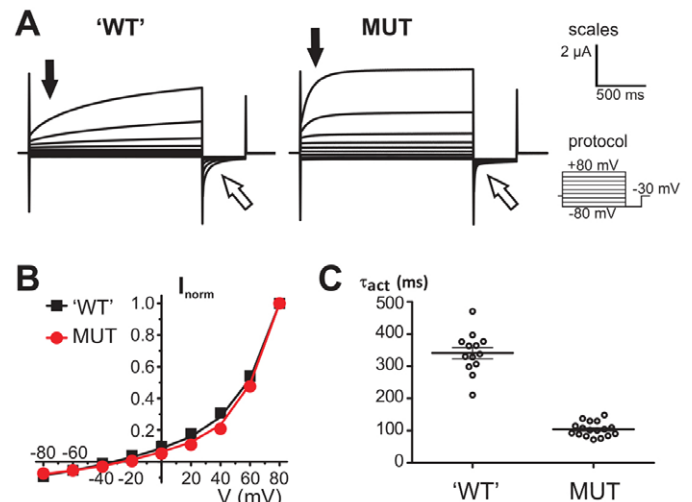 A
'WT'
MUT
scales
2 µA
500 ms
protocol
+80 mV
-30 mV
-80 mV
B
Inorm
'WT'
MUT
1.0
0.8
0.6
0.4
0.2
-80 -60 -40 -20 20 40 60 80
V (mV)
C
τact (ms)
500
400
300
200
100
0
'WT' MUT